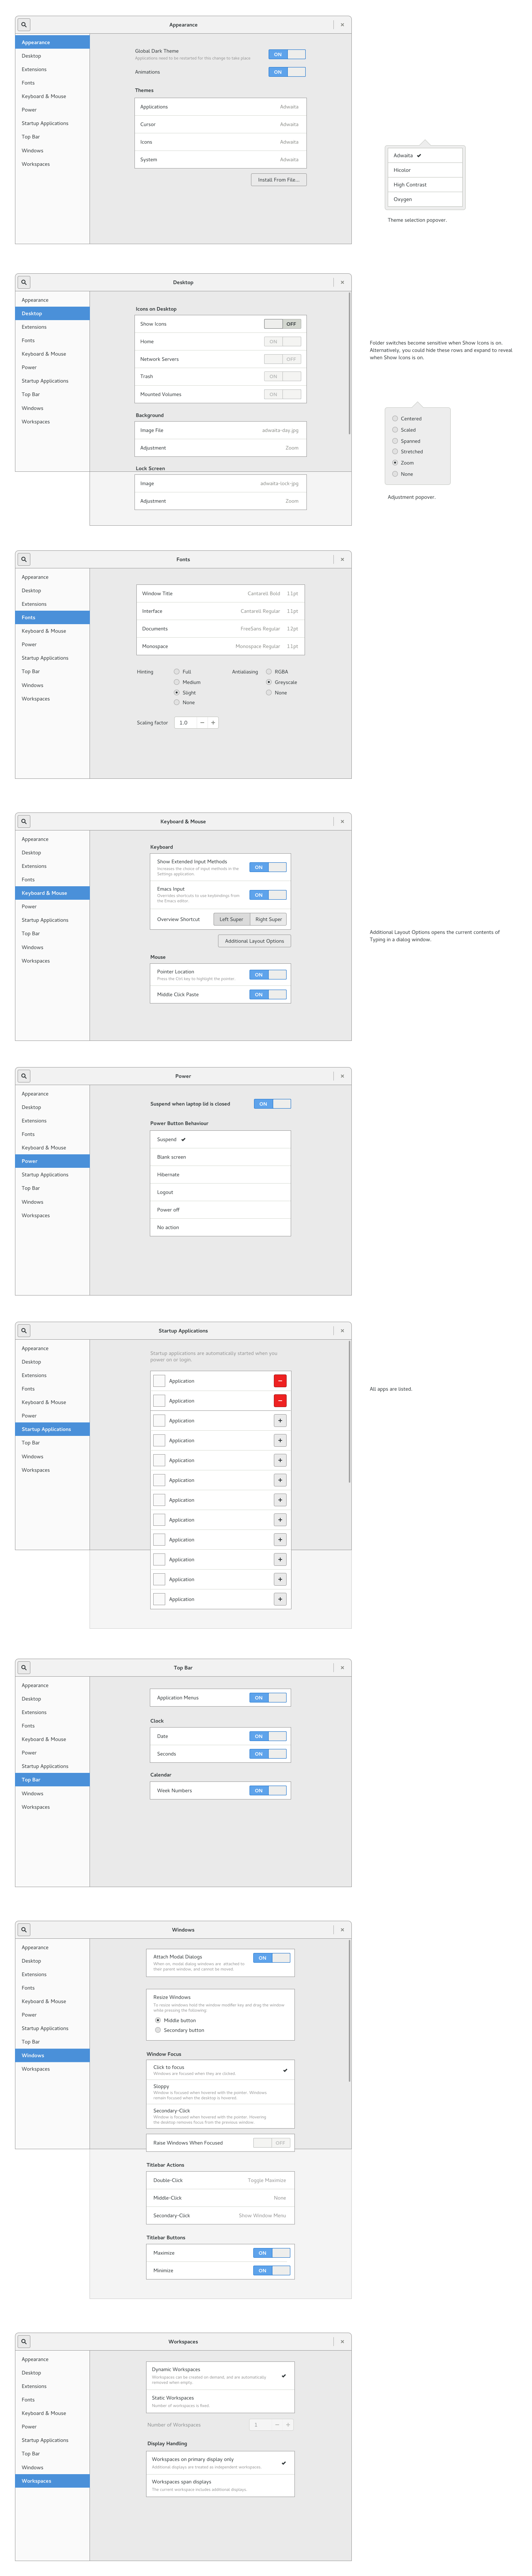 Appearance
Appearance
Desktop
Extensions
Fonts
Keyboard & Mouse
Power
Startup Applications
Top Bar
Windows
Workspaces
Global Dark Theme ON
Applications need to be restarted for this change to take place.
Animations ON
Themes
Applications Adwaita
Cursor Adwaita
Icons Adwaita
System Adwaita
Install From File...
Adwaita
Hicolor
High Contrast
Oxygen
Theme selection popover.
Desktop
Appearance
Desktop
Extensions
Fonts
Keyboard & Mouse
Power
Startup Applications
Top Bar
Windows
Workspaces
Icons on Desktop
Show Icons OFF
Home ON
Network Servers OFF
Trash ON
Mounted Volumes ON
Background
Image File adwaita-day.jpg
Adjustment Zoom
Lock Screen
Image adwaita-lock-jpg
Adjustment Zoom
Folder switches become sensitive when Show Icons is on.
Alternatively, you could hide these rows and expand to reveal
when Show Icons is on.
Centered
Scaled
Spanned
Stretched
Zoom
None
Adjustment popover.
Fonts
Appearance
Desktop
Extensions
Fonts
Keyboard & Mouse
Power
Startup Applications
Top Bar
Windows
Workspaces
Window Title Cantarell Bold 11pt
Interface Cantarell Regular 11pt
Documents FreeSans Regular 12pt
Monospace Monospace Regular 11pt
Hinting Full Antialiasing RGBA
Medium Greyscale
Slight None
None
Scaling factor 1.0 − +
Keyboard & Mouse
Appearance
Desktop
Extensions
Fonts
Keyboard & Mouse
Power
Startup Applications
Top Bar
Windows
Workspaces
Keyboard
Show Extended Input Methods ON
Increases the choice of input methods in the
Settings application.
Emacs Input ON
Overrides shortcuts to use keybindings from
the Emacs editor.
Overview Shortcut Left Super Right Super
Additional Layout Options
Mouse
Pointer Location ON
Press the Ctrl key to highlight the pointer.
Middle Click Paste ON
Additional Layout Options opens the current contents of
Typing in a dialog window.
Power
Appearance
Desktop
Extensions
Fonts
Keyboard & Mouse
Power
Startup Applications
Top Bar
Windows
Workspaces
Suspend when laptop lid is closed ON
Power Button Behaviour
Suspend
Blank screen
Hibernate
Logout
Power off
No action
Startup Applications
Appearance
Desktop
Extensions
Fonts
Keyboard & Mouse
Power
Startup Applications
Top Bar
Windows
Workspaces
Startup applications are automatically started when you
power on or login.
Application −
Application −
Application +
Application +
Application +
Application +
Application +
Application +
Application +
Application +
Application +
Application +
All apps are listed.
Top Bar
Appearance
Desktop
Extensions
Fonts
Keyboard & Mouse
Power
Startup Applications
Top Bar
Windows
Workspaces
Application Menus ON
Clock
Date ON
Seconds ON
Calendar
Week Numbers ON
Windows
Appearance
Desktop
Extensions
Fonts
Keyboard & Mouse
Power
Startup Applications
Top Bar
Windows
Workspaces
Attach Modal Dialogs ON
When on, modal dialog windows are attached to
their parent window, and cannot be moved.
Resize Windows
To resize windows hold the window modifier key and drag the window
while pressing the following:
Middle button
Secondary button
Window Focus
Click to focus
Windows are focused when they are clicked.
Sloppy
Window is focused when hovered with the pointer. Windows
remain focused when the desktop is hovered.
Secondary-Click
Window is focused when hovered with the pointer. Hovering
the desktop removes focus from the previous window.
Raise Windows When Focused OFF
Titlebar Actions
Double-Click Toggle Maximize
Middle-Click None
Secondary-Click Show Window Menu
Titlebar Buttons
Maximize ON
Minimize ON
Workspaces
Appearance
Desktop
Extensions
Fonts
Keyboard & Mouse
Power
Startup Applications
Top Bar
Windows
Workspaces
Dynamic Workspaces
Workspaces can be created on demand, and are automatically
removed when empty.
Static Workspaces
Number of workspaces is fixed.
Number of Workspaces 1 − +
Display Handling
Workspaces on primary display only
Additional displays are treated as independent workspaces.
Workspaces span displays
The current workspace includes additional displays.